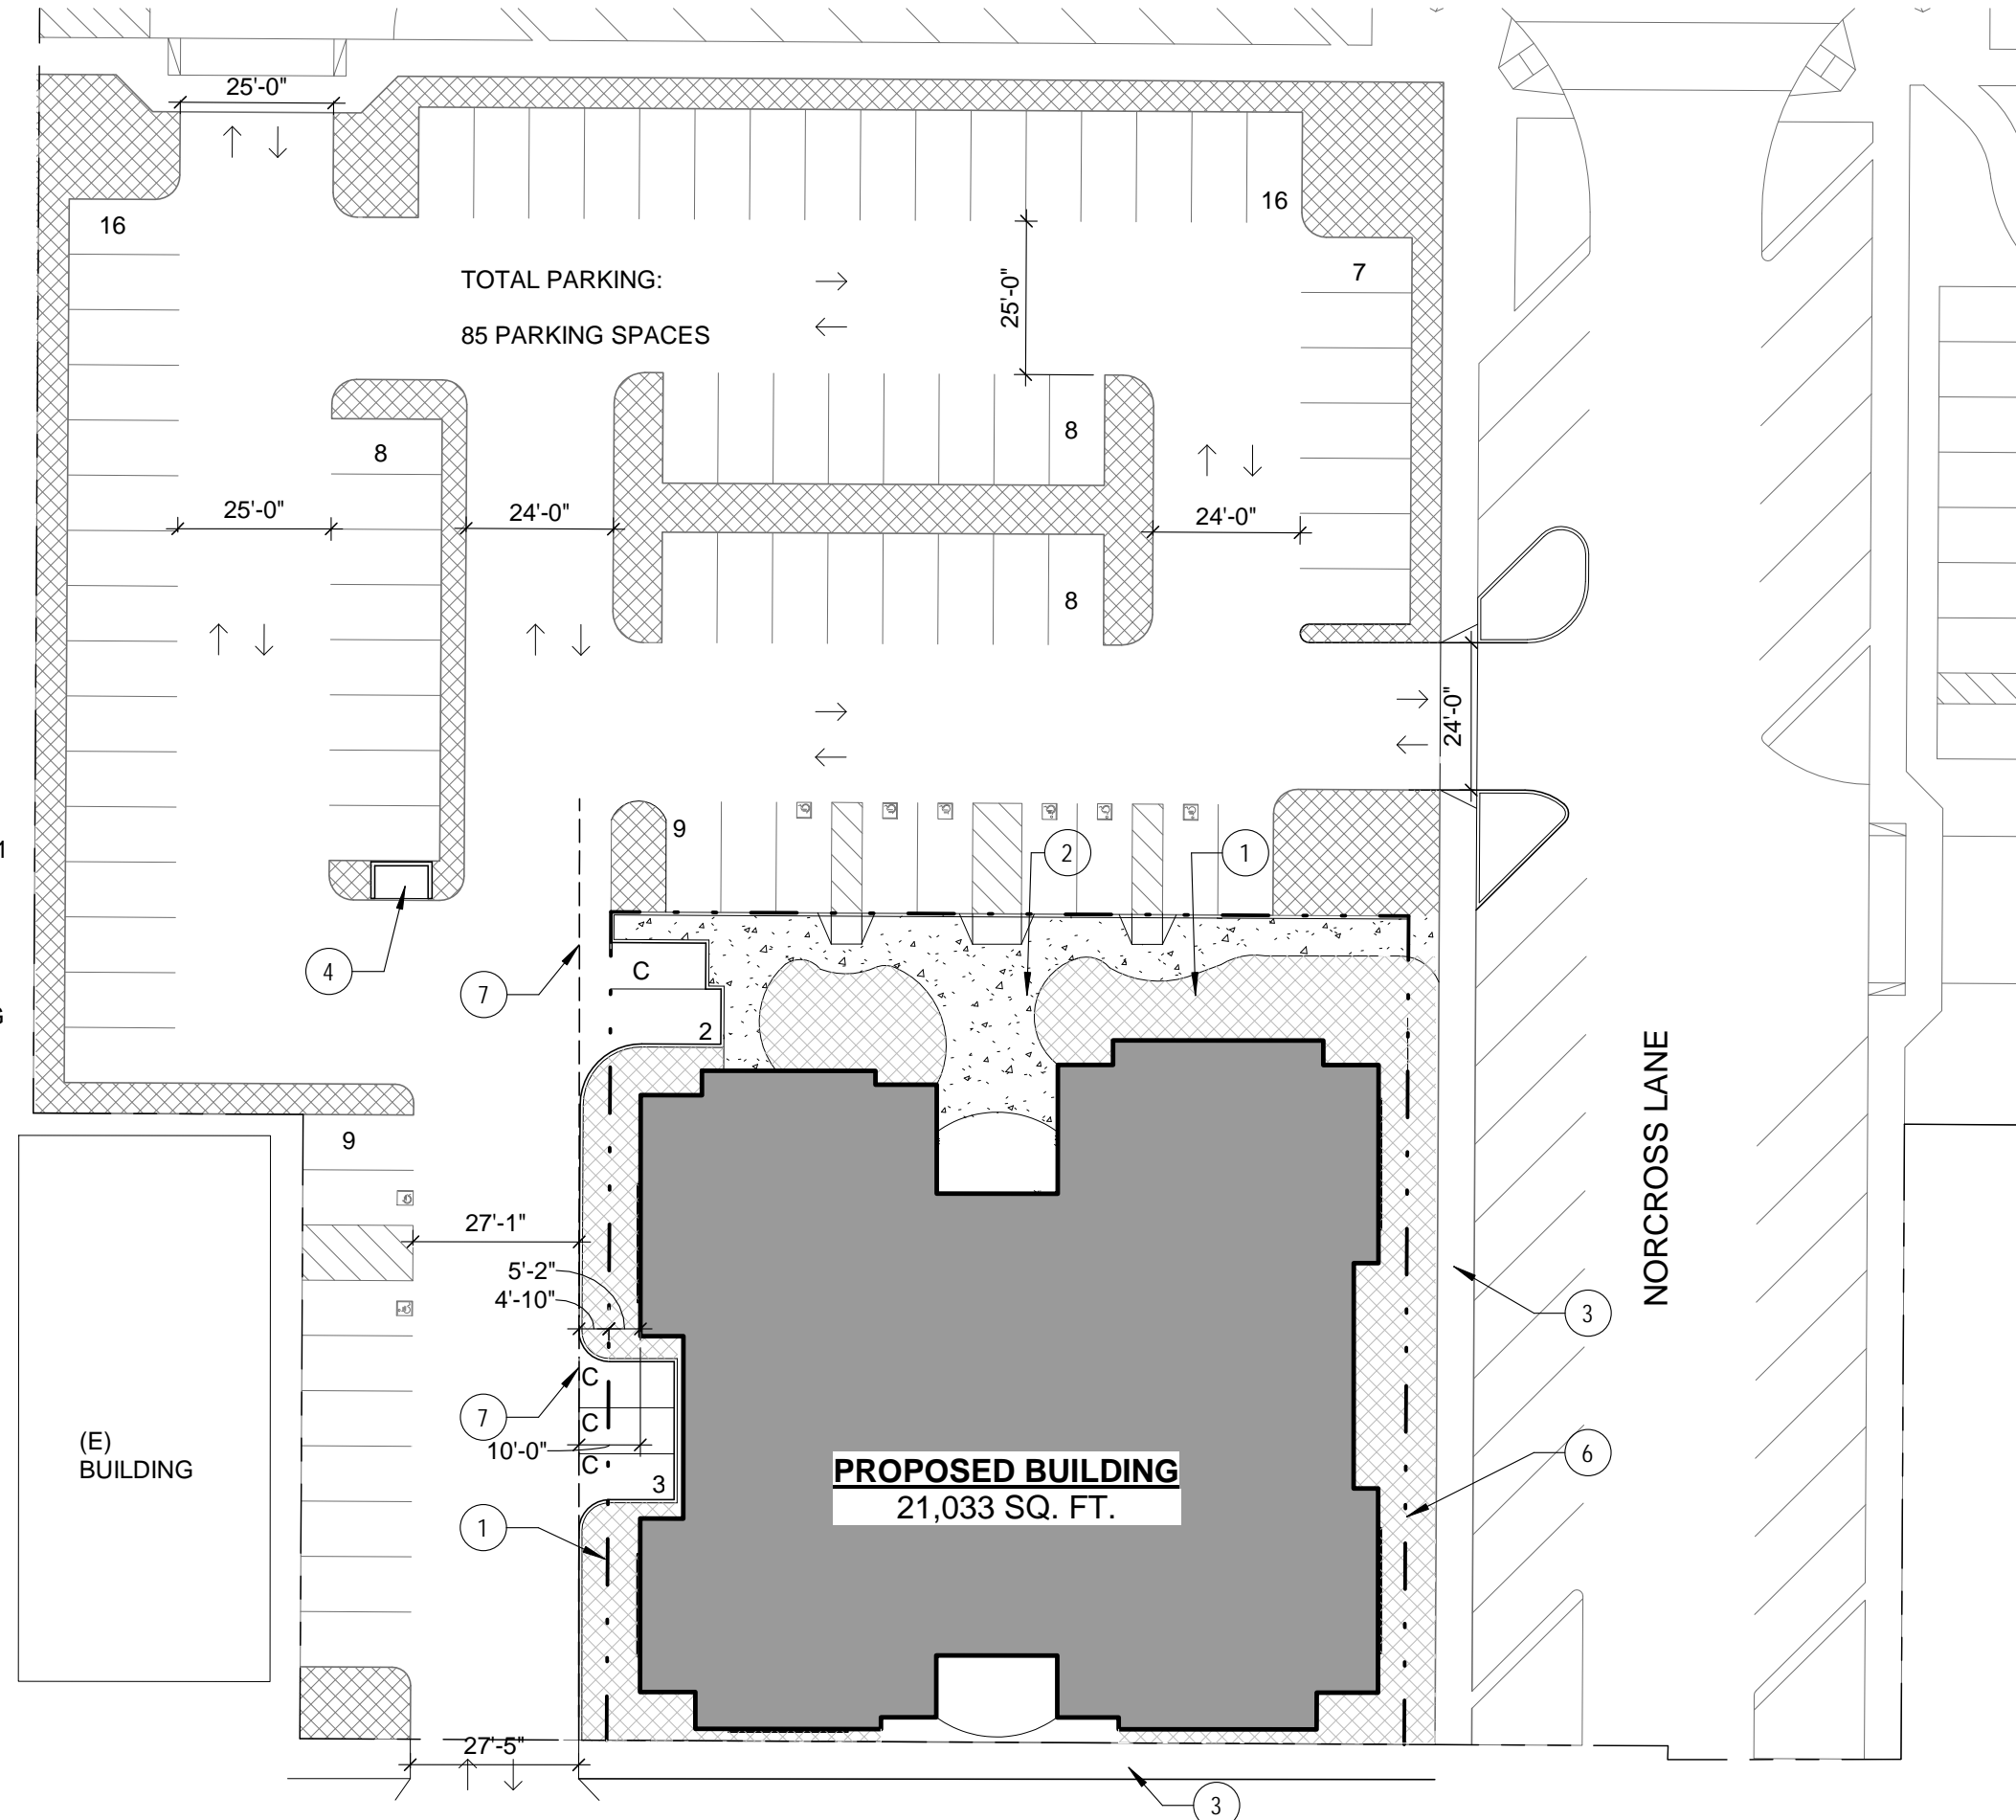 25'-0"
16
16
TOTAL PARKING:
85 PARKING SPACES
25'-0"
7
8
8
25'-0"
24'-0"
24'-0"
8
24'-0"
9
1
2
1
4
7
C
2
G
9
27'-1"
5'-2"
4'-10"
NORCROSS LANE
3
C
7
C
10'-0"
C
3
(E)
BUILDING
PROPOSED BUILDING
21,033 SQ. FT.
6
1
27'-5"
3